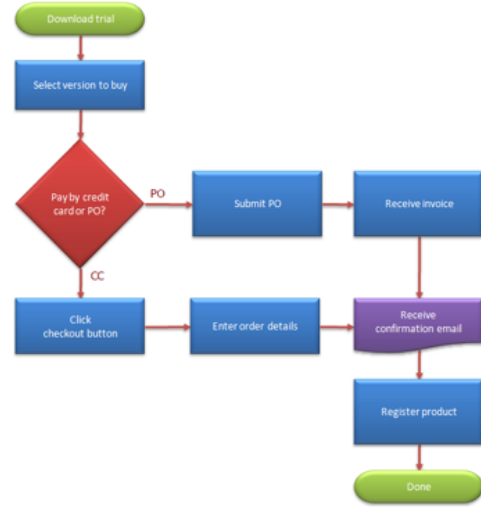 Download trial
Select version to buy
Pay by credit
card or PO?
PO
Submit PO
Receive invoice
CC
Click
checkout button
Enter order details
Receive
confirmation email
Register product
Done